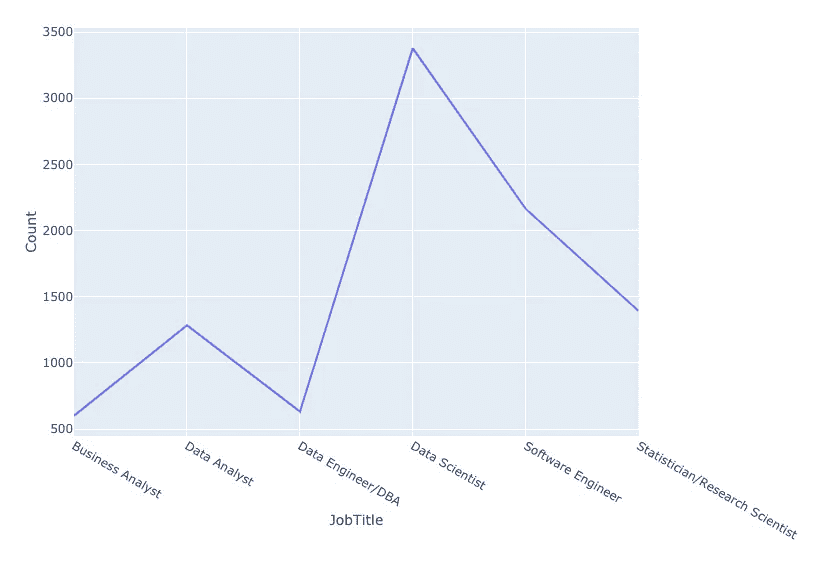 3500
3000
2500
2000
1500
1000
500
Count
Business Analyst
Data Analyst
Data Engineer/DBA
Data Scientist
Software Engineer
Statistician/Research Scientist
JobTitle